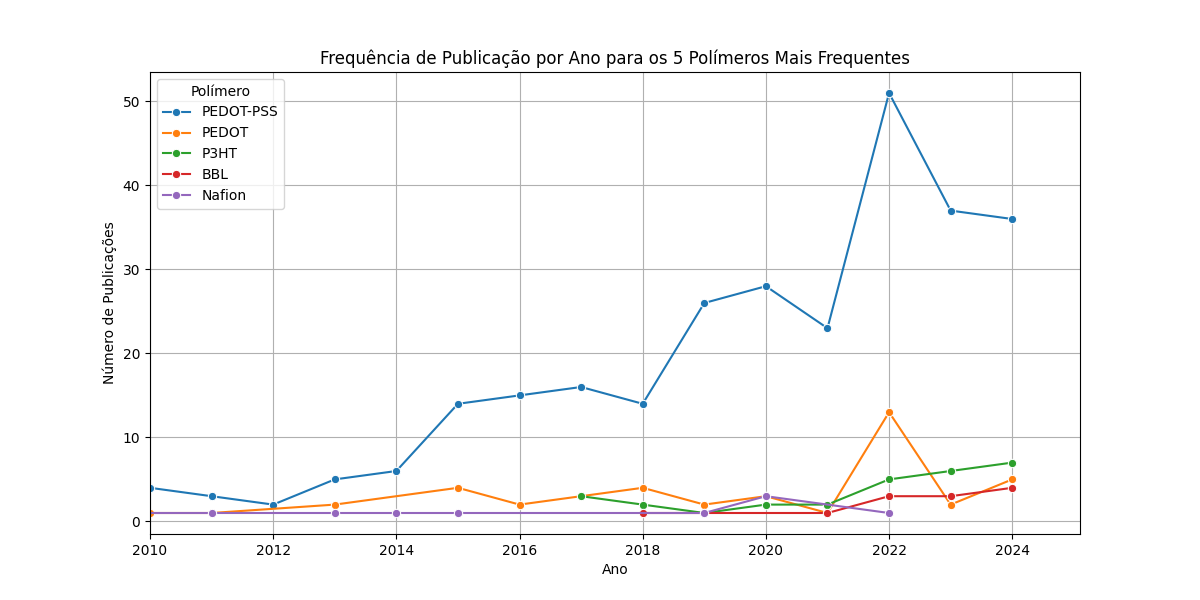 Frequência de Publicação por Ano para os 5 Polímeros Mais Frequentes
Polímero
PEDOT-PSS
PEDOT
P3HT
BBL
Nafion
Número de Publicações
50
40
30
20
10
0
2010 2012 2014 2016 2018 2020 2022 2024
Ano